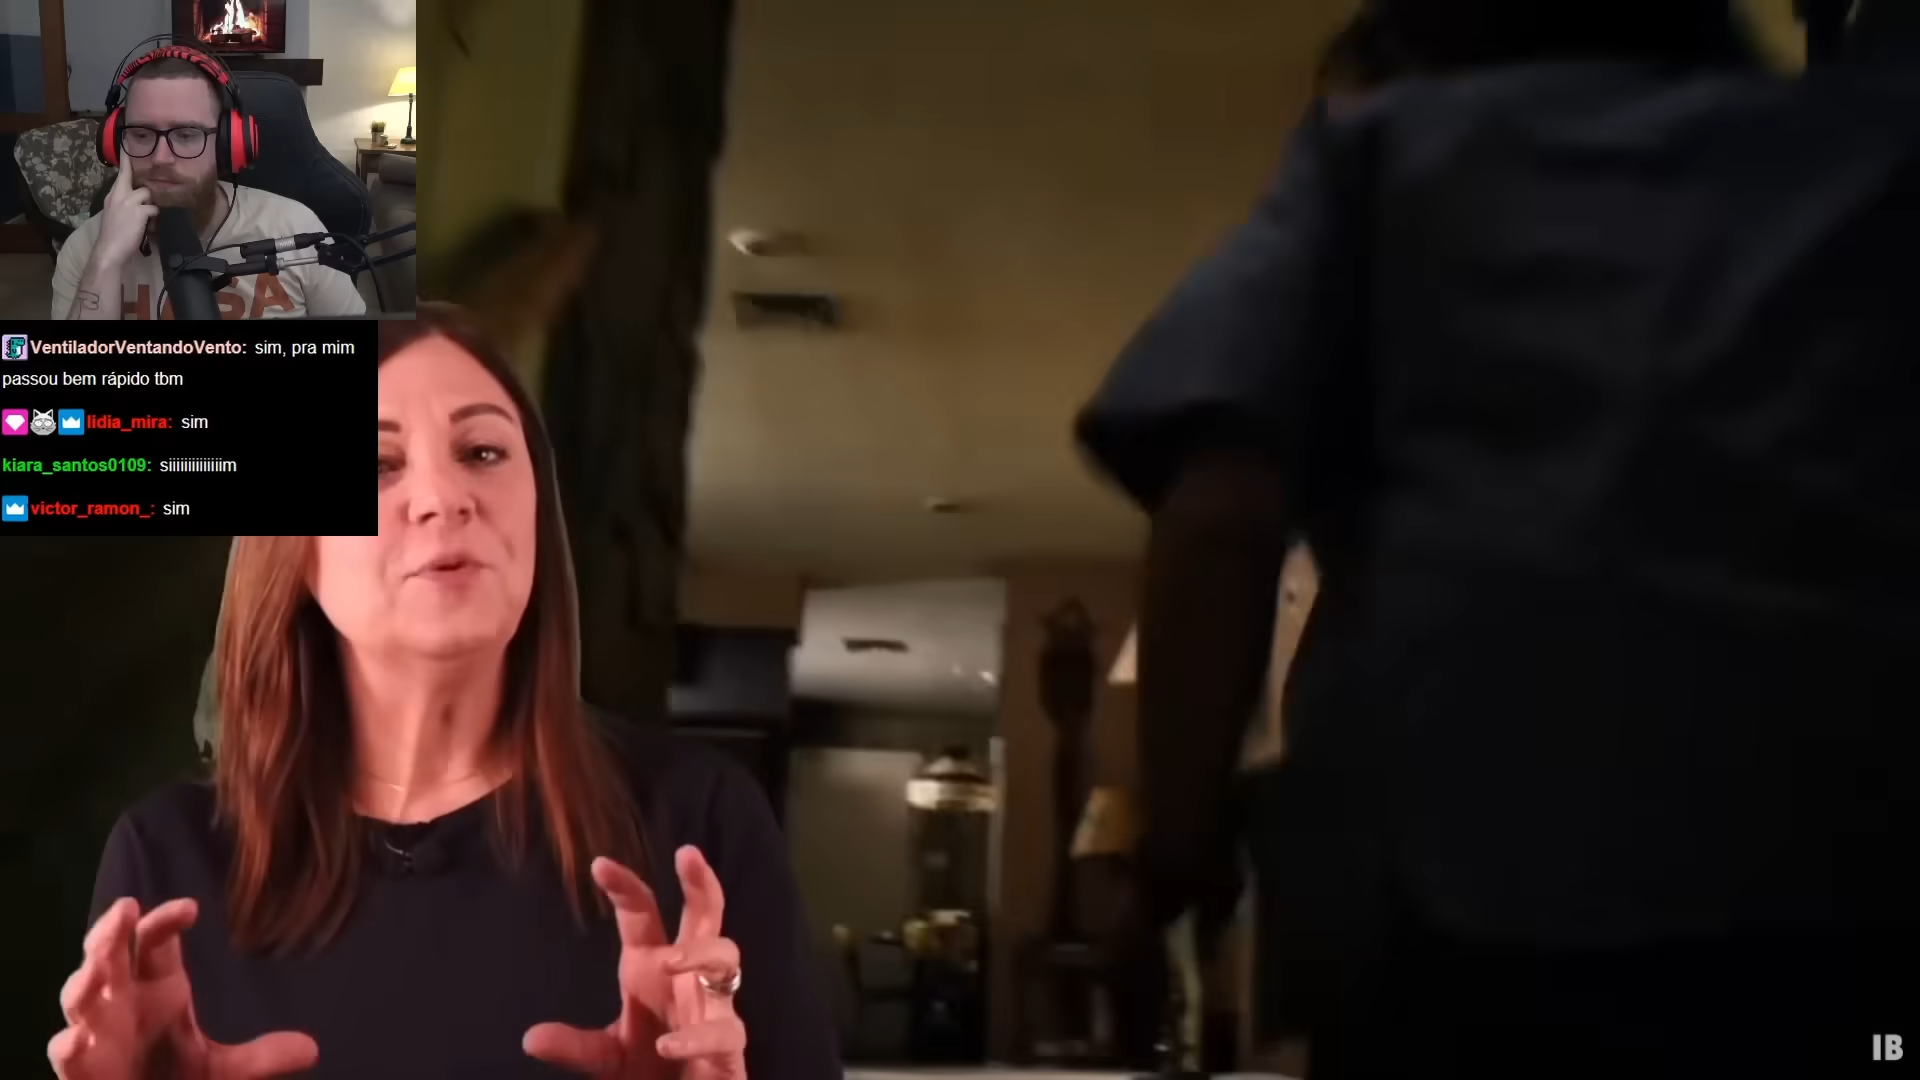 VentiladorVentandoVento: sim, pra mim
passou bem rápido tbm
lidia_mira: sim
kiara_santos0109: siiiiiiiiiiiiim
victor_ramon_: sim
IB